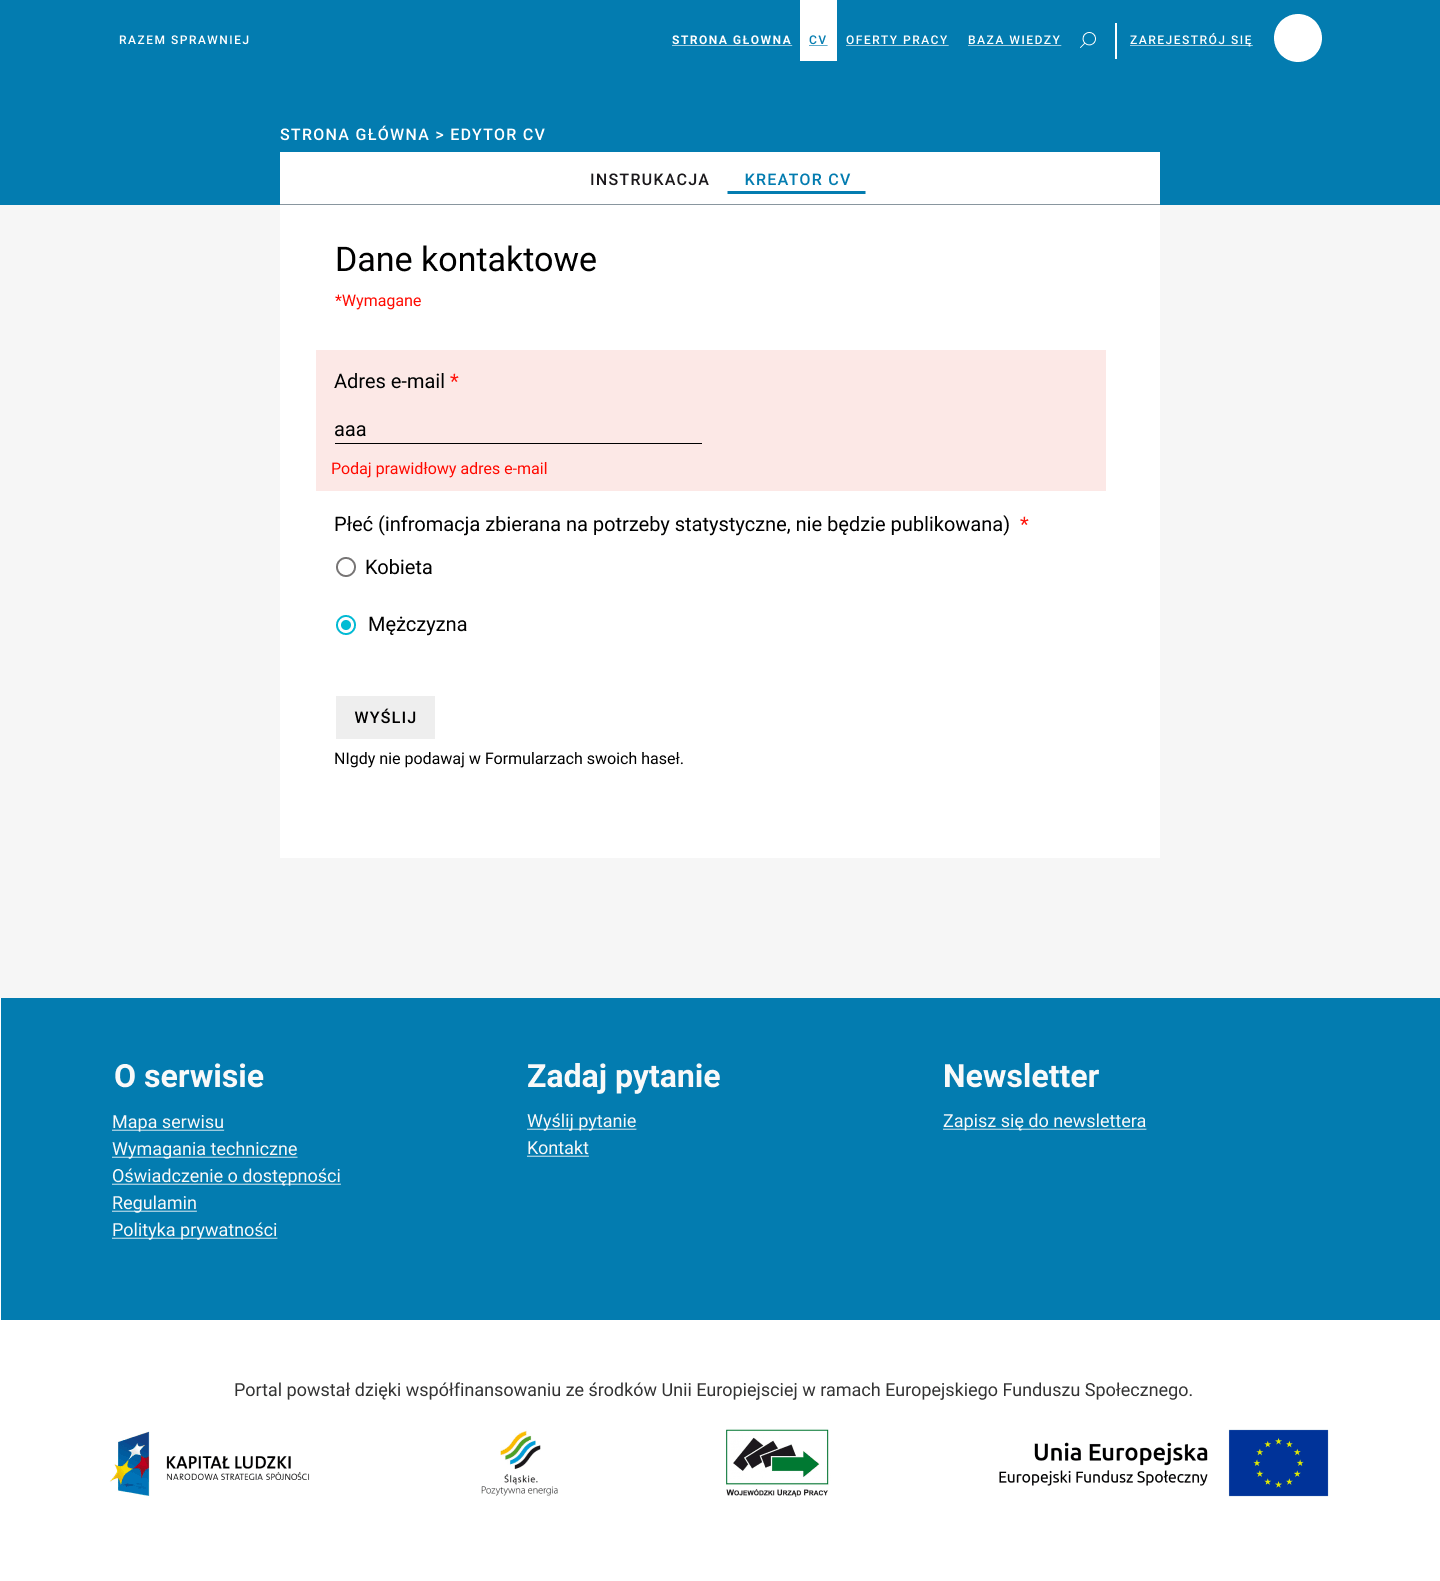 RAZEM SPRAWNIEJ
STRONA GŁOWNA CV OFERTY PRACY BAZA WIEDZY ZAREJESTRÓJ SIĘ
STRONA GŁÓWNA > EDYTOR CV
INSTRUKACJA KREATOR CV
Dane kontaktowe
*Wymagane
Adres e-mail *
aaa
Podaj prawidłowy adres e-mail
Płeć (infromacja zbierana na potrzeby statystyczne, nie będzie publikowana) *
Kobieta
Mężczyzna
WYŚLIJ
NIgdy nie podawaj w Formularzach swoich haseł.
O serwisie
Mapa serwisu
Wymagania techniczne
Oświadczenie o dostępności
Regulamin
Polityka prywatności
Zadaj pytanie
Wyślij pytanie
Kontakt
Newsletter
Zapisz się do newslettera
Portal powstał dzięki współfinansowaniu ze środków Unii Europiejsciej w ramach Europejskiego Funduszu Społecznego.
KAPITAŁ LUDZKI
NARODOWA STRATEGIA SPÓJNOŚCI
Śląskie.
Pozytywna energia
WOJEWÓDZKI URZĄD PRACY
Unia Europejska
Europejski Fundusz Społeczny